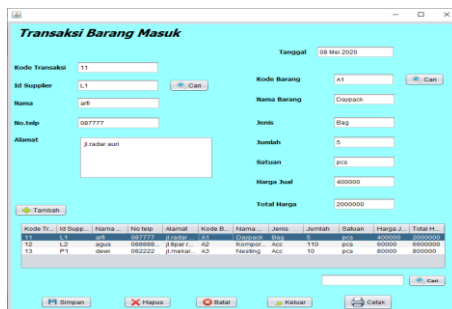 Transaksi Barang Masuk
Tanggal 08 Mei 2020
Kode Transaksi 11
Id Supplier L1 Cari
Nama arfi
No.telp 087777
Alamat jl.radar auri
Kode Barang A1 Cari
Nama Barang Daypack
Jenis Bag
Jumlah 5
Satuan pcs
Harga Jual 400000
Total Harga 2000000
Tambah
Kode Tr... Id Supp... Nama ... No telp Alamat Kode B... Nama ... Jenis Jumlah Satuan Harga J... Total H...
11 L1 arfi 087777 jl.radar ... A1 Daypack Bag 5 pcs 400000 2000000
12 L2 agus 088888... jl.tipar r... A2 Kompor... Acc 110 pcs 60000 6600000
13 P1 dewi 082222 jl.mekar... A3 Nesting Acc 10 pcs 80000 800000
Cari
Simpan Hapus Batal Keluar Cetak